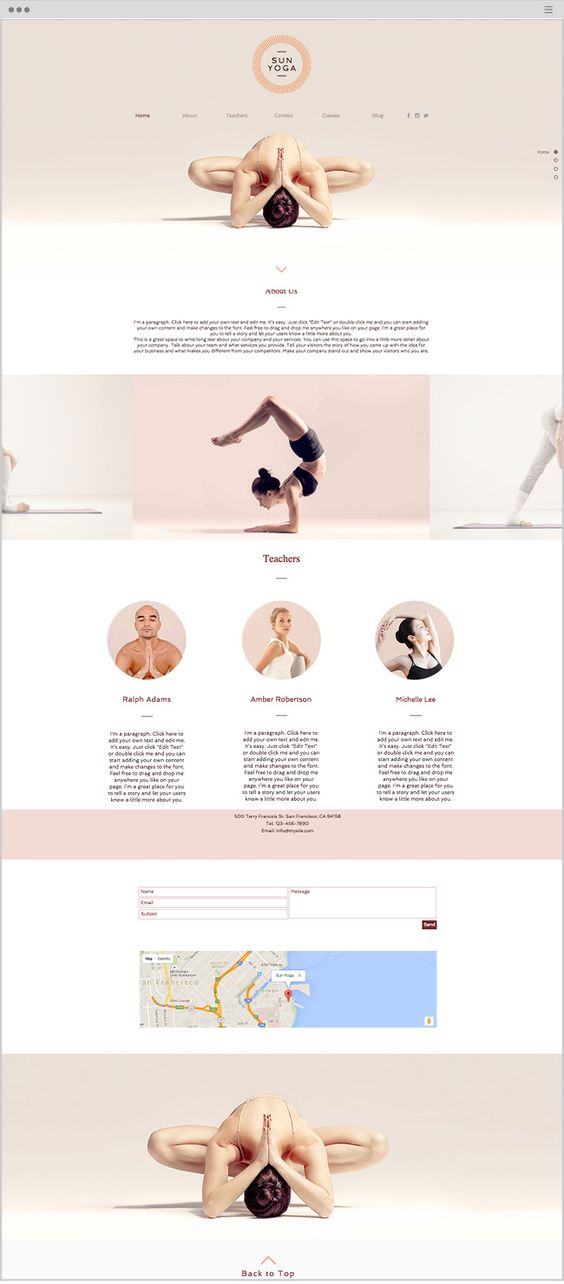 SUN
YOGA
Home About Teachers Contact Classes Blog
Home
About Us
I'm a paragraph. Click here to add your own text and edit me. It's easy. Just click "Edit Text" or double click me and you can start adding
your own content and make changes to the font. Feel free to drag and drop me anywhere you like on your page. I'm a great place for
you to tell a story and let your users know a little more about you.
This is a great space to write long text about your company and your services. You can use this space to go into a little more detail about
your company. Talk about your team and what services you provide. Tell your visitors the story of how you came up with the idea for
your business and what makes you different from your competitors. Make your company stand out and show your visitors who you are.
Teachers
Ralph Adams
I'm a paragraph. Click here to
add your own text and edit me.
It's easy. Just click "Edit Text"
or double click me and you can
start adding your own content
and make changes to the font.
Feel free to drag and drop me
anywhere you like on your
page. I'm a great place for you
to tell a story and let your users
know a little more about you.
Amber Robertson
I'm a paragraph. Click here to
add your own text and edit me.
It's easy. Just click "Edit Text"
or double click me and you can
start adding your own content
and make changes to the font.
Feel free to drag and drop me
anywhere you like on your
page. I'm a great place for you
to tell a story and let your users
know a little more about you.
Michelle Lee
I'm a paragraph. Click here to
add your own text and edit me.
It's easy. Just click "Edit Text"
or double click me and you can
start adding your own content
and make changes to the font.
Feel free to drag and drop me
anywhere you like on your
page. I'm a great place for you
to tell a story and let your users
know a little more about you.
500 Terry Francois St. San Francisco, CA 94158
Tel: 123-456-7890
Email: info@mysite.com
Name
Email
Subject
Message
Send
Map Satellite
Sun Yoga
an Francisco
Back to Top